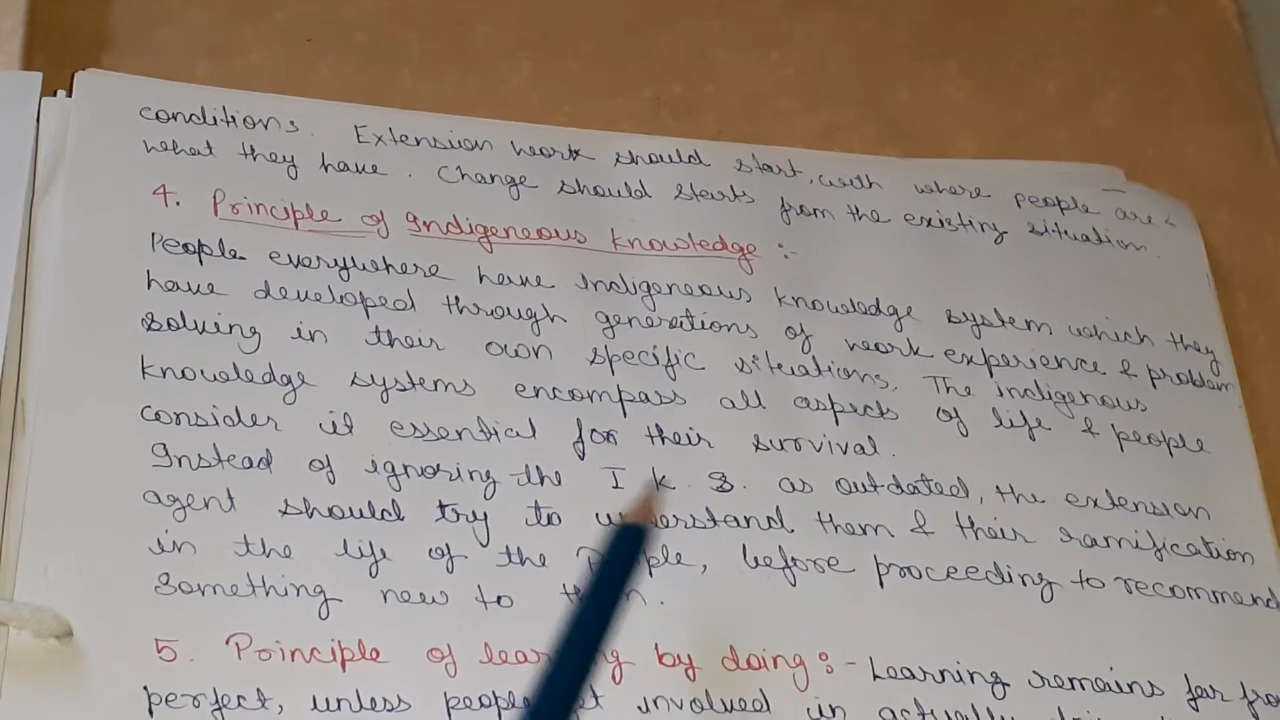 conditions. Extension work should start, with where people are &
what they have. Change should starts from the existing situation.
4. Principle of Indigeneous knowledge :-
People everywhere have indigeneous knowledge system which they
have developed through generations of work experience & problem
solving in their own specific situations. The indigenous
knowledge systems encompass all aspects of life & people
consider it essential for their survival.
Instead of ignoring the I K S. as outdated, the extension
agent should try to understand them & their ramification
in the life of the people, before proceeding to recommend
something new to them.
5. Principle of learning by doing :- Learning remains far from
perfect, unless people get involved in actually